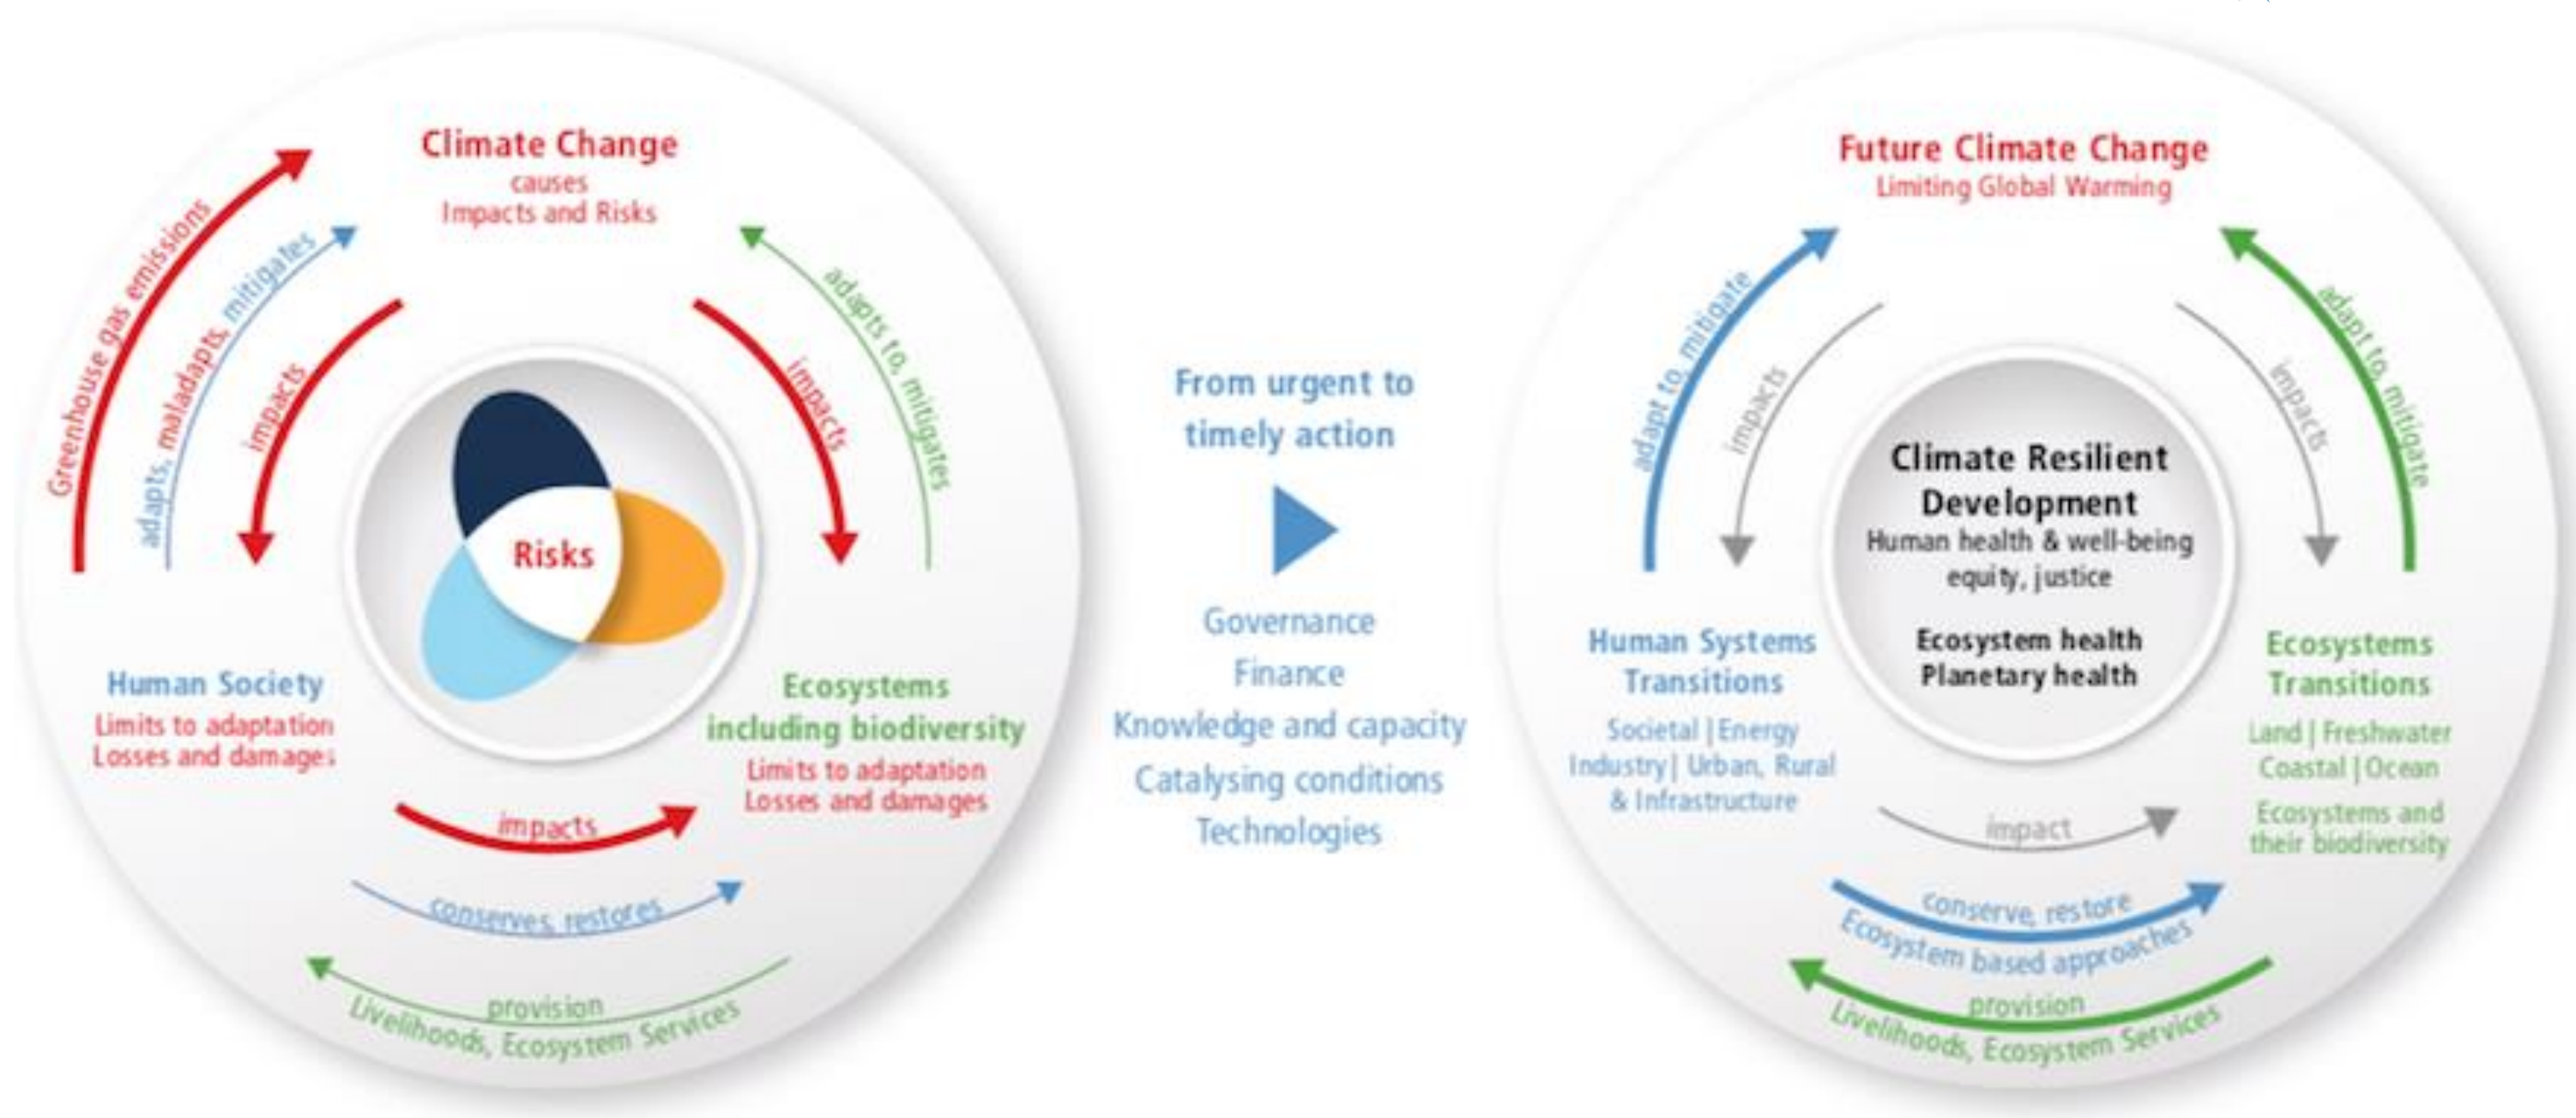 Climate Change
causes
Impacts and Risks
Greenhouse gas emissions
adapts, maladapts, mitigates
impacts
impacts
adapts to, mitigates
Risks
Human Society
Limits to adaptation
Losses and damages
Ecosystems
including biodiversity
Limits to adaptation
Losses and damages
impacts
conserves, restores
provision
Livelihoods, Ecosystem Services
From urgent to
timely action
Governance
Finance
Knowledge and capacity
Catalysing conditions
Technologies
Future Climate Change
Limiting Global Warming
adapt to, mitigate
impacts
impacts
adapt to, mitigate
Climate Resilient
Development
Human health & well-being
equity, justice
Ecosystem health
Planetary health
Human Systems
Transitions
Societal | Energy
Industry | Urban, Rural
& Infrastructure
Ecosystems
Transitions
Land | Freshwater
Coastal | Ocean
Ecosystems and
their biodiversity
impact
conserve, restore
Ecosystem based approaches
provision
Livelihoods, Ecosystem Services